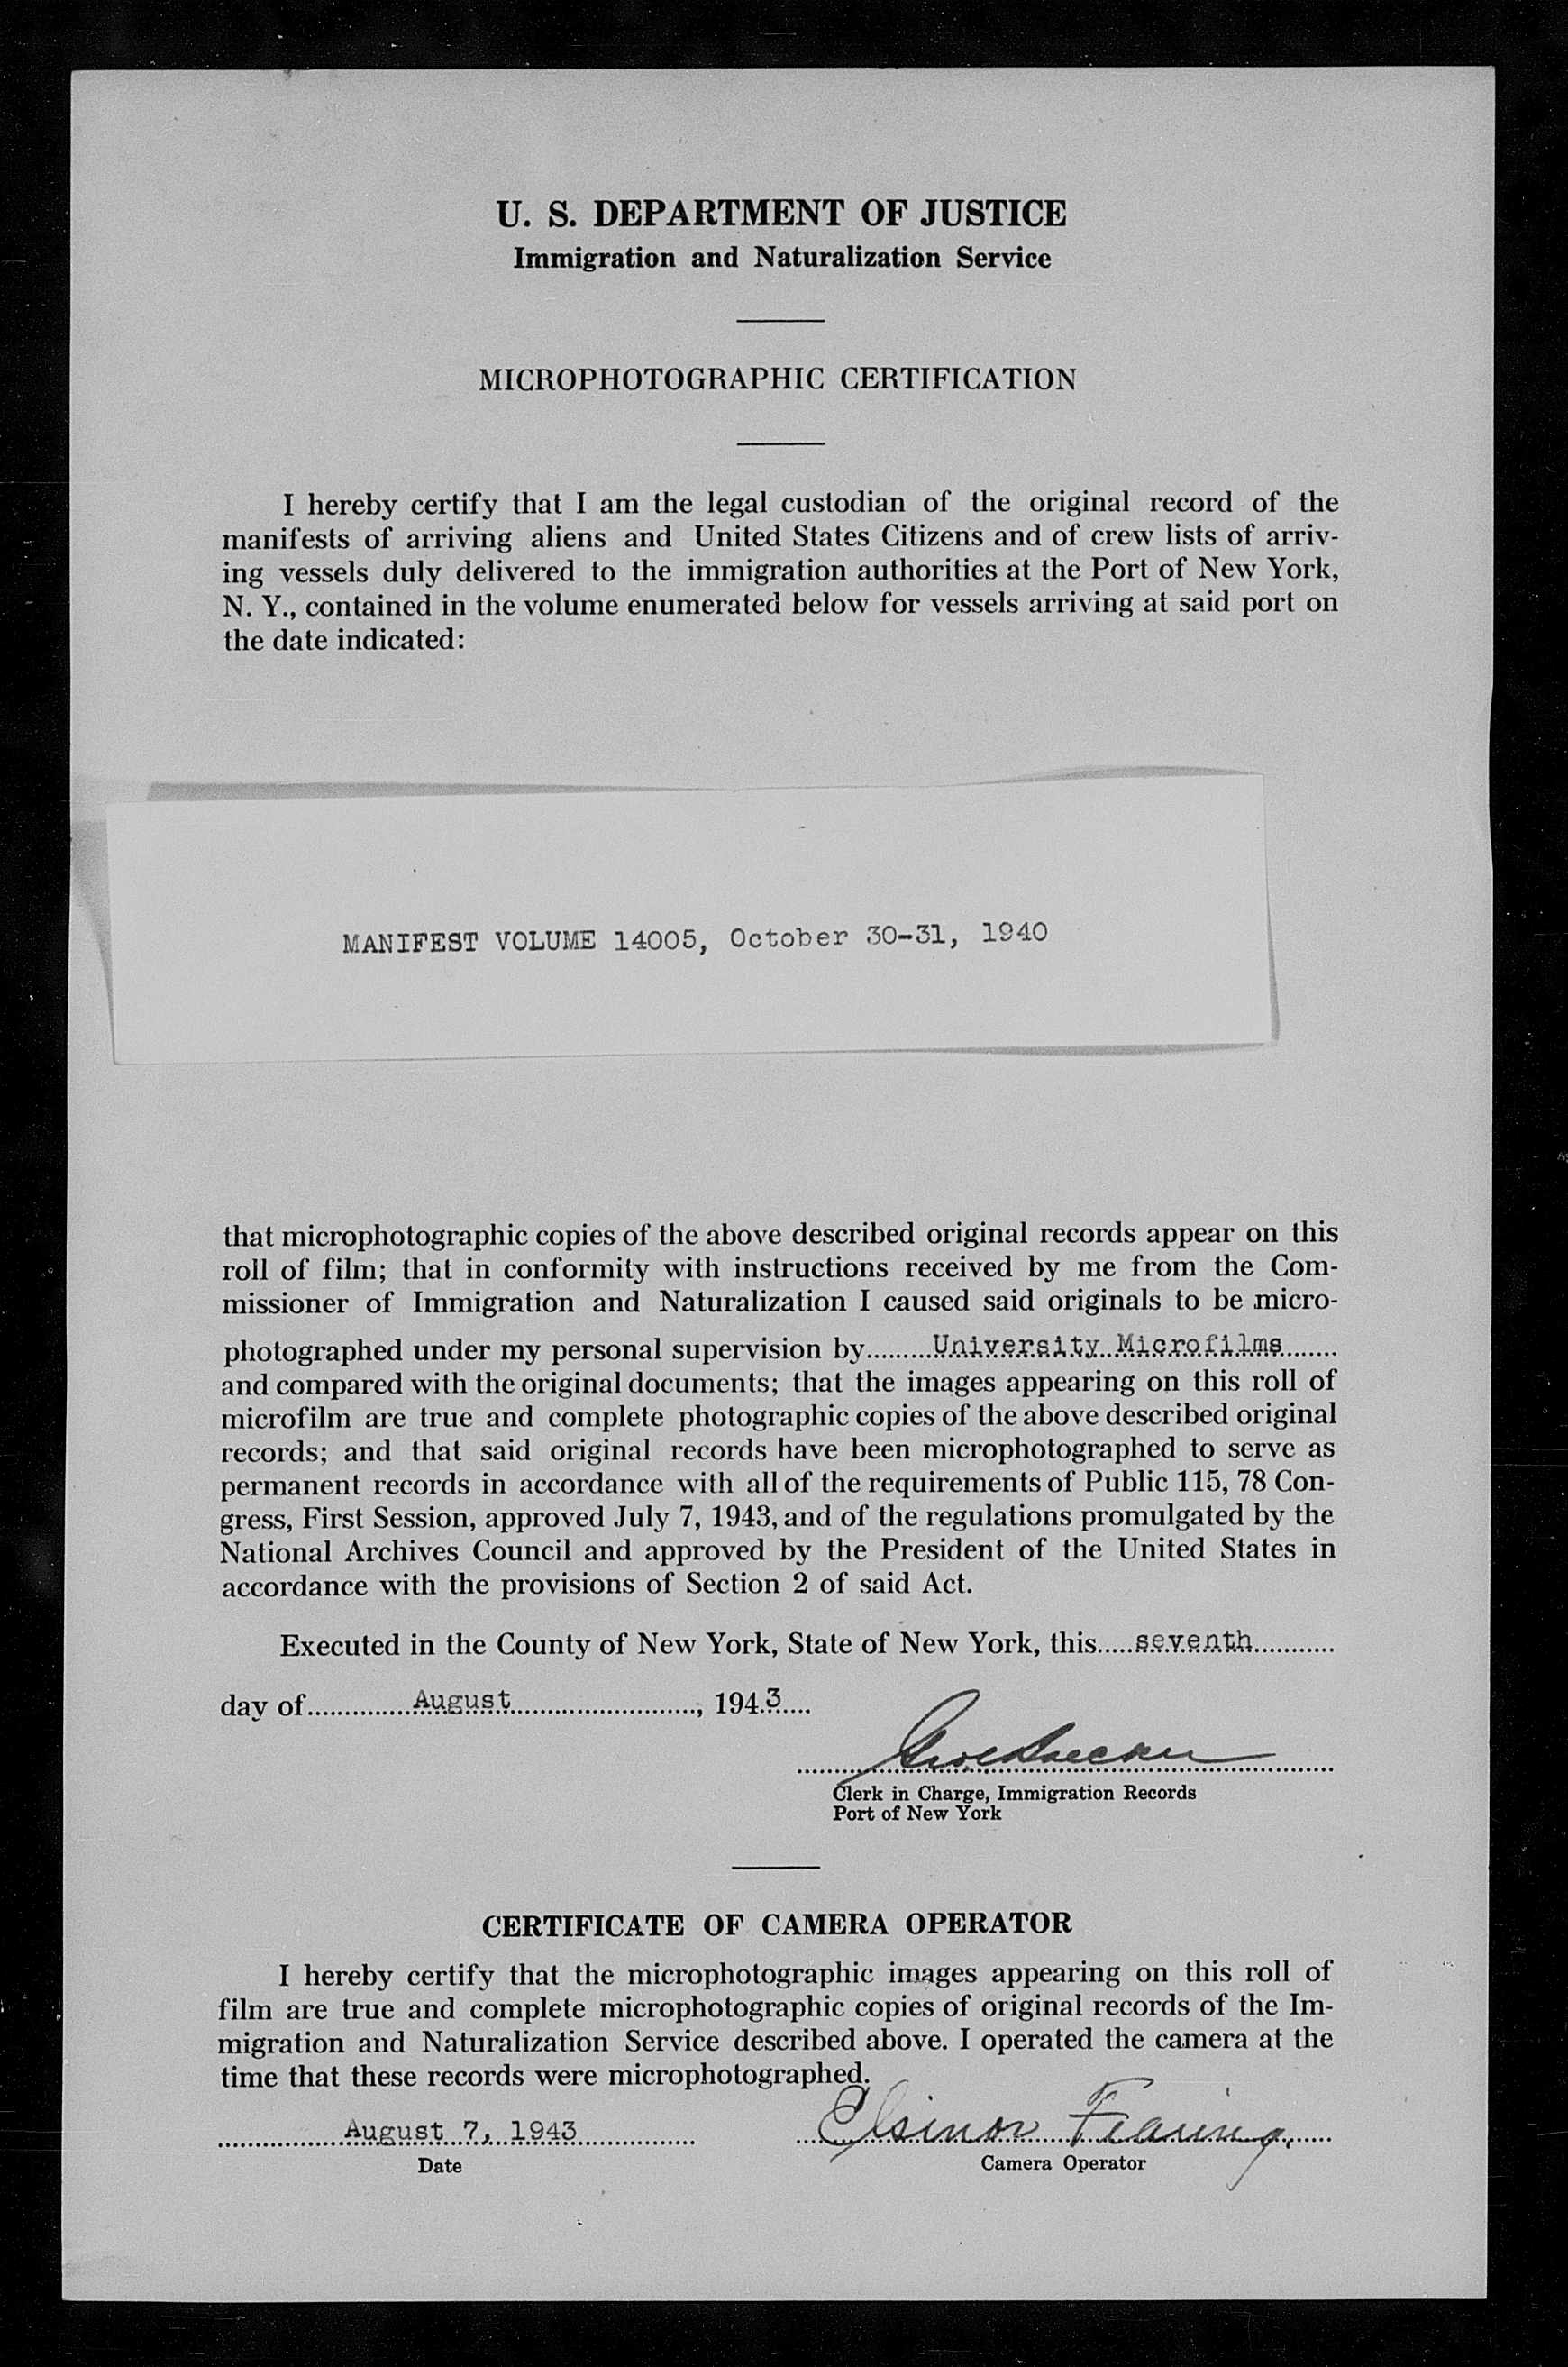 U. S. DEPARTMENT OF JUSTICE
Immigration and Naturalization Service
MICROPHOTOGRAPHIC CERTIFICATION
I hereby certify that I am the legal custodian of the original record of the
manifests of arriving aliens and United States Citizens and of crew lists of arriv-
ing vessels duly delivered to the immigration authorities at the Port of New York,
N. Y., contained in the volume enumerated below for vessels arriving at said port on
the date indicated:
MANIFEST VOLUME 14005, October 30-31, 1940
that microphotographic copies of the above described original records appear on this
roll of film; that in conformity with instructions received by me from the Com-
missioner of Immigration and Naturalization I caused said originals to be micro-
photographed under my personal supervision by University Microfilms
and compared with the original documents; that the images appearing on this roll of
microfilm are true and complete photographic copies of the above described original
records; and that said original records have been microphotographed to serve as
permanent records in accordance with all of the requirements of Public 115, 78 Con-
gress, First Session, approved July 7, 1943, and of the regulations promulgated by the
National Archives Council and approved by the President of the United States in
accordance with the provisions of Section 2 of said Act.
Executed in the County of New York, State of New York, this seventh
day of August, 1943
Clerk in Charge, Immigration Records
Port of New York
CERTIFICATE OF CAMERA OPERATOR
I hereby certify that the microphotographic images appearing on this roll of
film are true and complete microphotographic copies of original records of the Im-
migration and Naturalization Service described above. I operated the camera at the
time that these records were microphotographed.
August 7, 1943 Elsinor
Date
Camera Operator